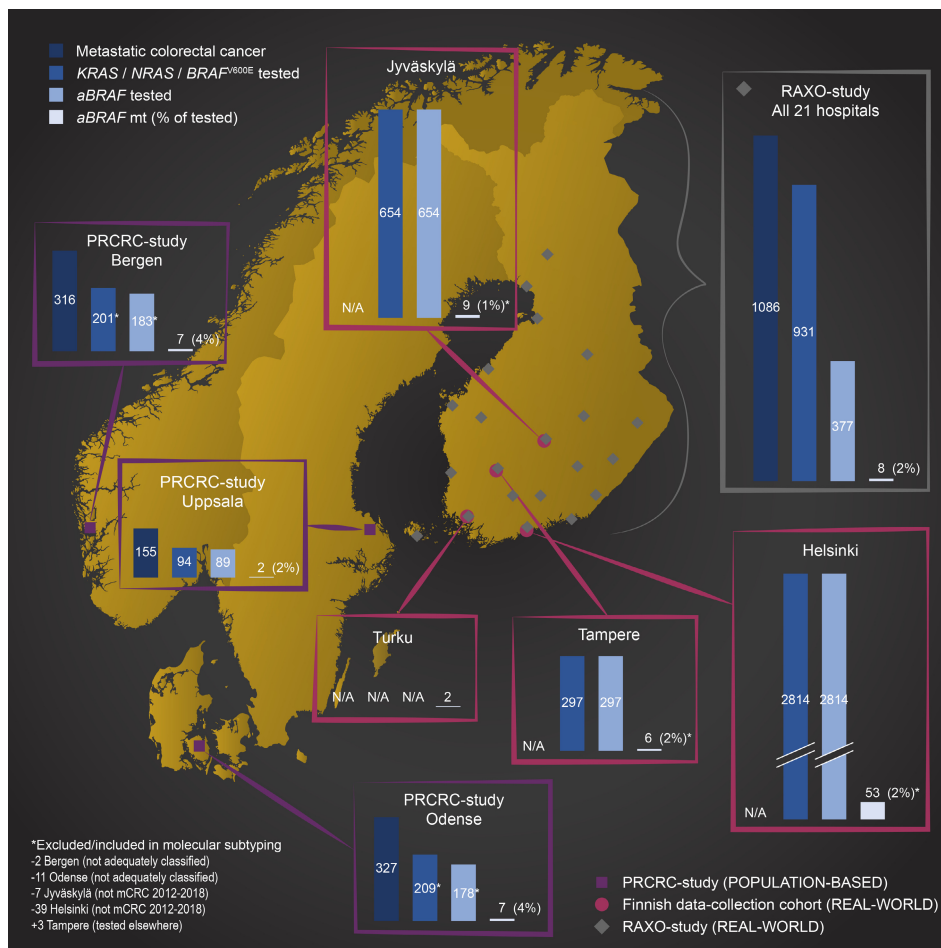 Metastatic colorectal cancer
KRAS / NRAS / BRAFV600E tested
aBRAF tested
aBRAF mt (% of tested)
Jyväskylä
654
654
N/A
9 (1%)*
RAXO-study
All 21 hospitals
1086
931
377
8 (2%)
PRCRC-study
Bergen
316
201*
183*
7 (4%)
PRCRC-study
Uppsala
155
94
89
2 (2%)
Turku
N/A N/A N/A 2
Tampere
297
297
N/A
6 (2%)*
Helsinki
2814
2814
N/A
53 (2%)*
PRCRC-study
Odense
327
209*
178*
7 (4%)
*Excluded/included in molecular subtyping
-2 Bergen (not adequately classified)
-11 Odense (not adequately classified)
-7 Jyväskylä (not mCRC 2012-2018)
-39 Helsinki (not mCRC 2012-2018)
+3 Tampere (tested elsewhere)
PRCRC-study (POPULATION-BASED)
Finnish data-collection cohort (REAL-WORLD)
RAXO-study (REAL-WORLD)